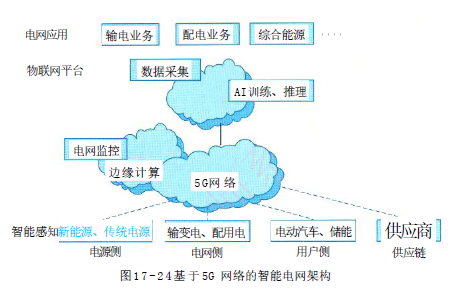 电网应用 输电业务 配电业务 综合能源 ·····
物联网平台 数据采集
AI训练、推理
电网监控
边缘计算
5G网络
智能感知 新能源、传统电源 输变电、配用电 电动汽车、储能 供应商
电源侧 电网侧 用户侧 供应链
图17-24基于5G 网络的智能电网架构